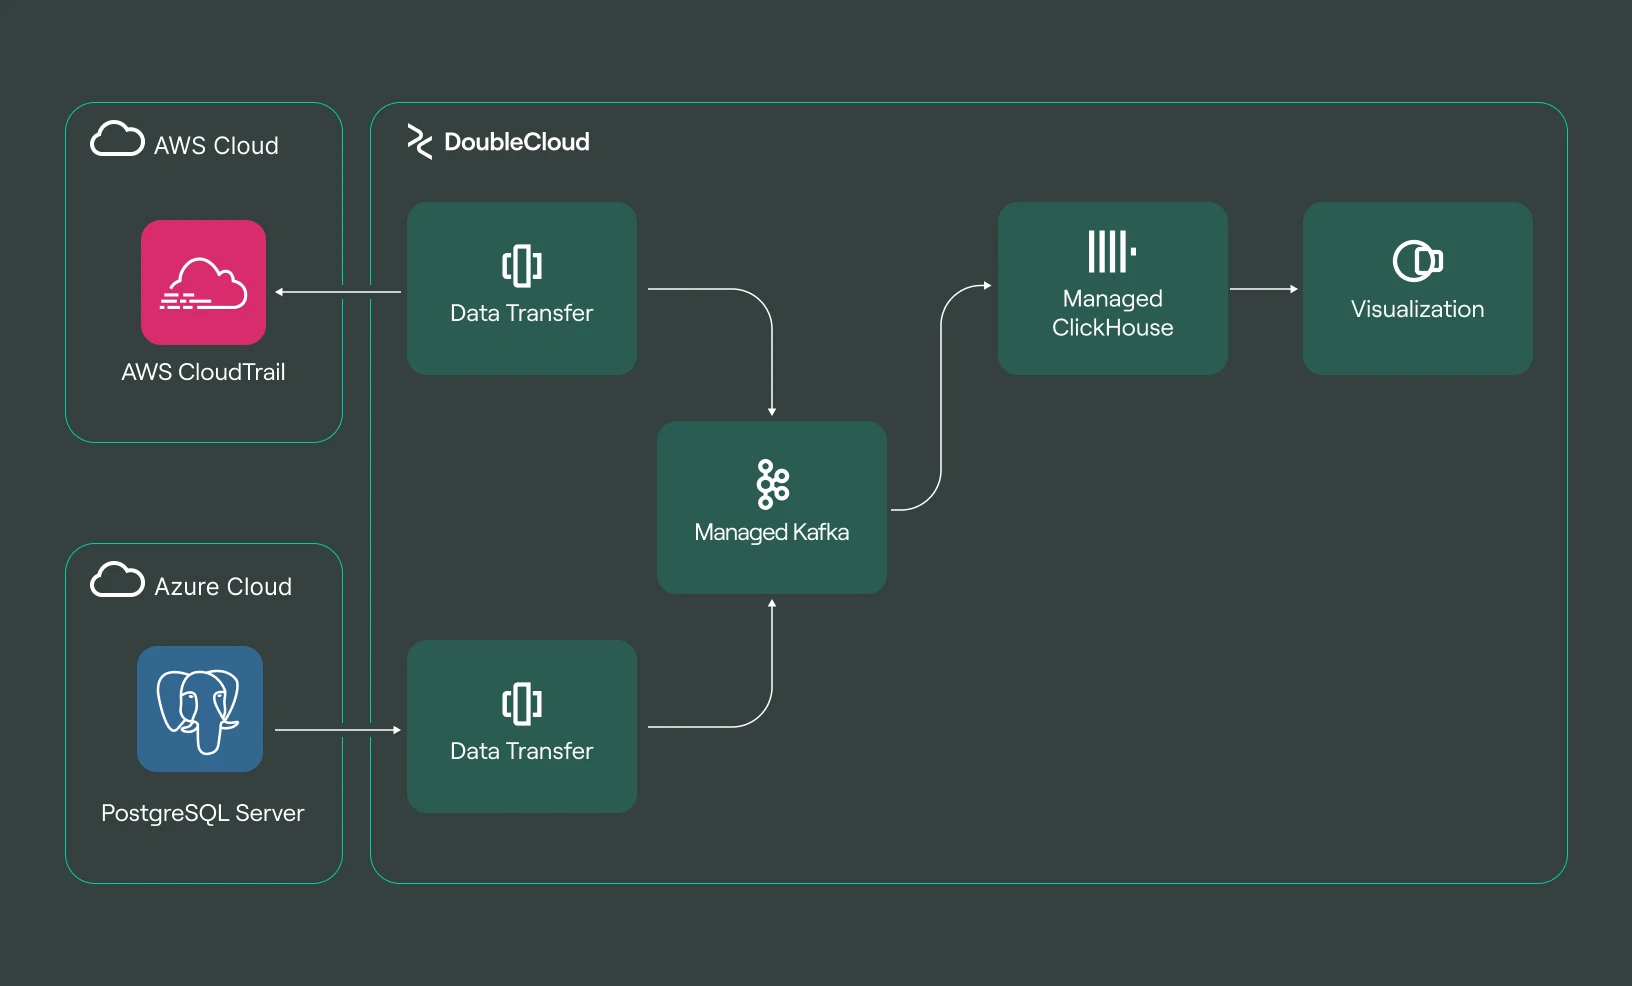 AWS Cloud
AWS CloudTrail
DoubleCloud
Data Transfer
Managed
ClickHouse
Visualization
Managed Kafka
Azure Cloud
PostgreSQL Server
Data Transfer